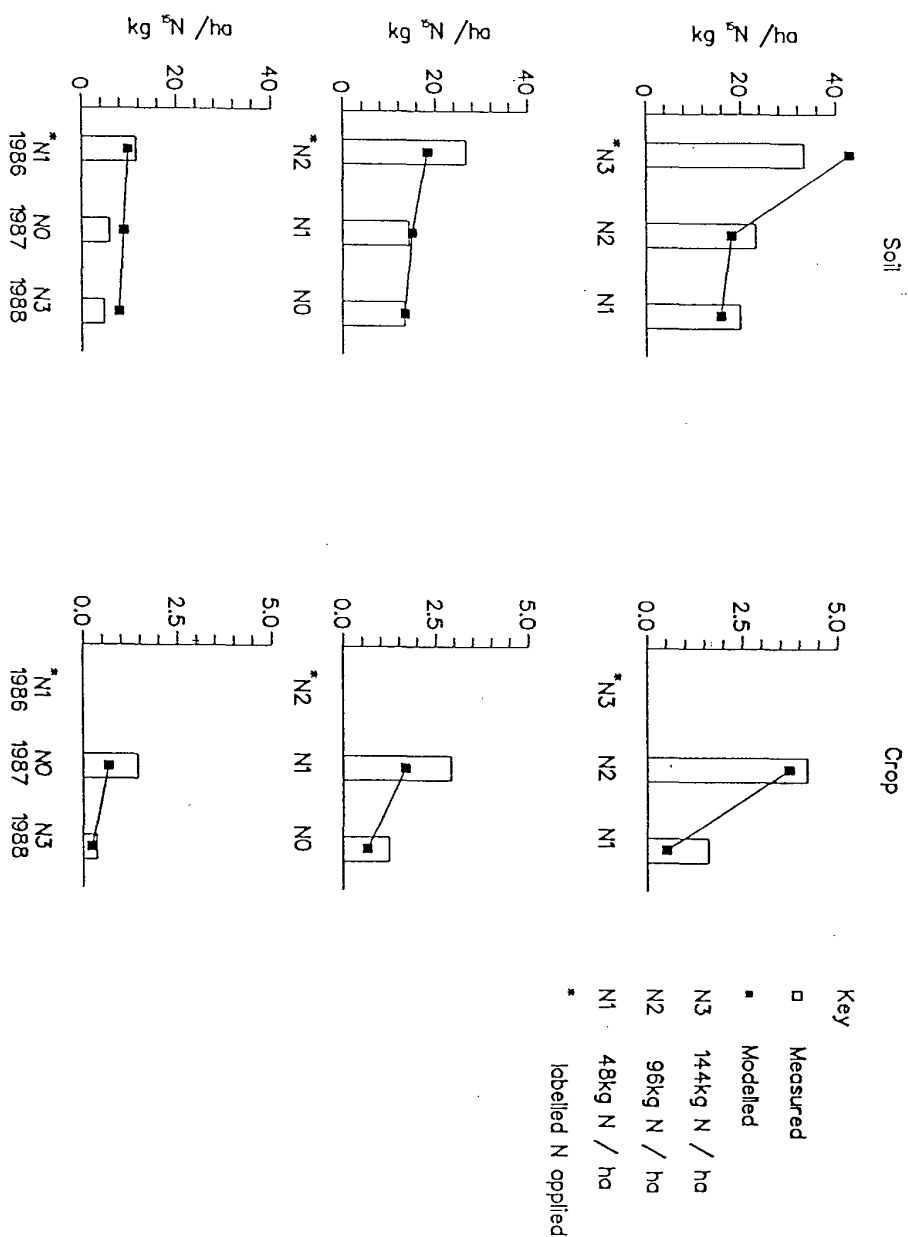 Soil
kg ¹⁵N /ha
40
20
0
*N3
N2
N1
kg ¹⁵N /ha
40
20
0
*N2
N1
N0
kg ¹⁵N /ha
40
20
0
*N1
N0
N3
1986
1987
1988
Crop
5.0
2.5
0.0
*N3
N2
N1
5.0
2.5
0.0
*N2
N1
N0
5.0
2.5
0.0
*N1
N0
N3
1986
1987
1988
Key
Measured
Modelled
N3 144kg N / ha
N2 96kg N / ha
N1 48kg N / ha
* labelled N applied